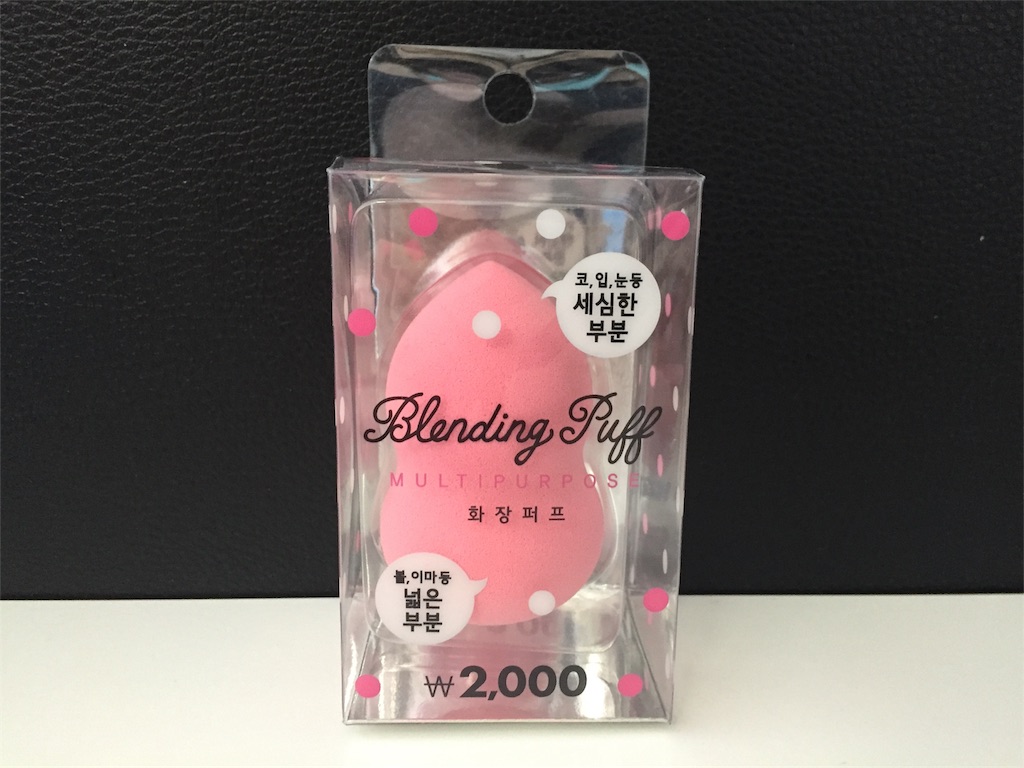 코,입,눈등
세심한
부분
Blending Puff
MULTIPURPOSE
화장퍼프
볼,이마등
넓은
부분
₩2,000